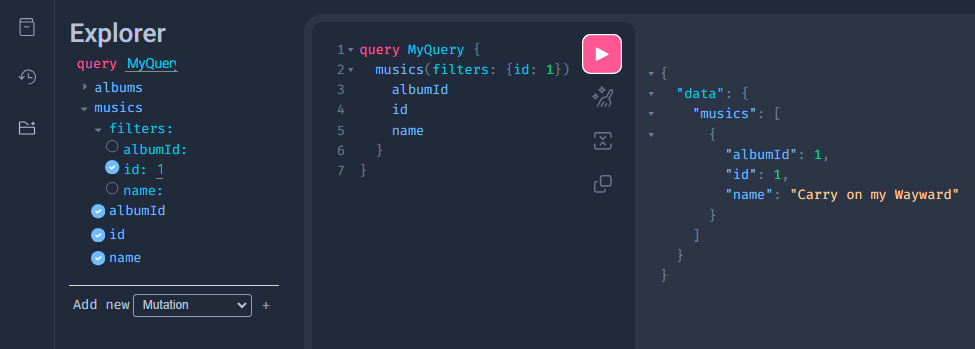 Explorer
query MyQuery
albums
musics
filters:
albumId:
id: 1
name:
albumId
id
name
Add new Mutation +
1 query MyQuery {
2 musics(filters: {id: 1})
3 albumId
4 id
5 name
6 }
7 }
{
"data": {
"musics": [
{
"albumId": 1,
"id": 1,
"name": "Carry on my Wayward"
}
]
}
}